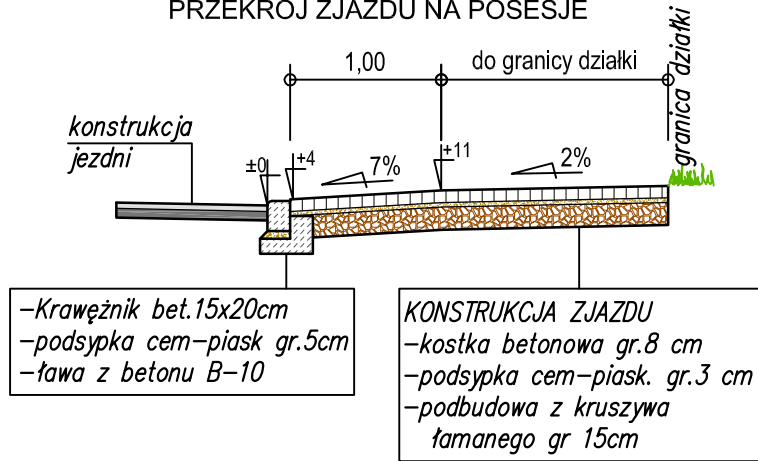 PRZEKRÓJ ZJAZDU NA POSESJE
1,00
do granicy działki
granica działki
konstrukcja
jezdni
±0
+4
7%
+11
2%
-Krawężnik bet.15x20cm
-podsypka cem-piask gr.5cm
-ława z betonu B-10
KONSTRUKCJA ZJAZDU
-kostka betonowa gr.8 cm
-podsypka cem-piask. gr.3 cm
-podbudowa z kruszywa
łamanego gr 15cm